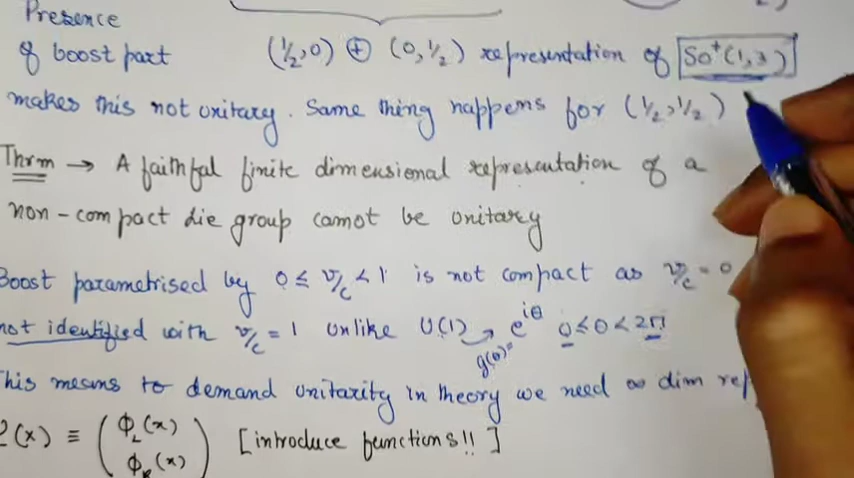 Presence
of boost part (½,0) ⊕ (0,½) representation of SO⁺(1,3)
makes this not unitary. Same thing happens for (½,½)
Thrm → A faithful finite dimensional representation of a
non-compact lie group cannot be unitary
Boost parametrised by 0 ≤ v/c < 1 is not compact as v/c = 0
not identified with v/c = 1 unlike U(1) → e^{iθ} 0 ≤ θ < 2π
g(θ)=
This means to demand unitarity in theory we need ∞ dim rep
(x) ≡ ( ϕ_L(x) ) [introduce functions!!]
ϕ_R(x)